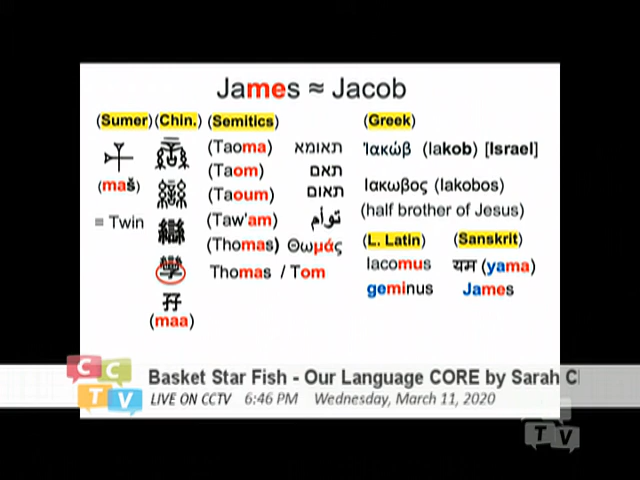 James ≈ Jacob
(Sumer) (Chin.) (Semitics) (Greek)
(Taoma) תאומא
(Taom) תאם
(Taoum) תאום
(Taw'am) توأم
(Thomas) Θωμάς
Thomas / Tom
(maš)
= Twin
孿
孖
(maa)
Ἰακώβ (Iakob) [Israel]
Ιακωβος (Iakobos)
(half brother of Jesus)
(L. Latin) (Sanskrit)
Iacomus यम (yama)
geminus James
CCTV
Basket Star Fish - Our Language CORE by Sarah C
LIVE ON CCTV 6:46 PM Wednesday, March 11, 2020
TV